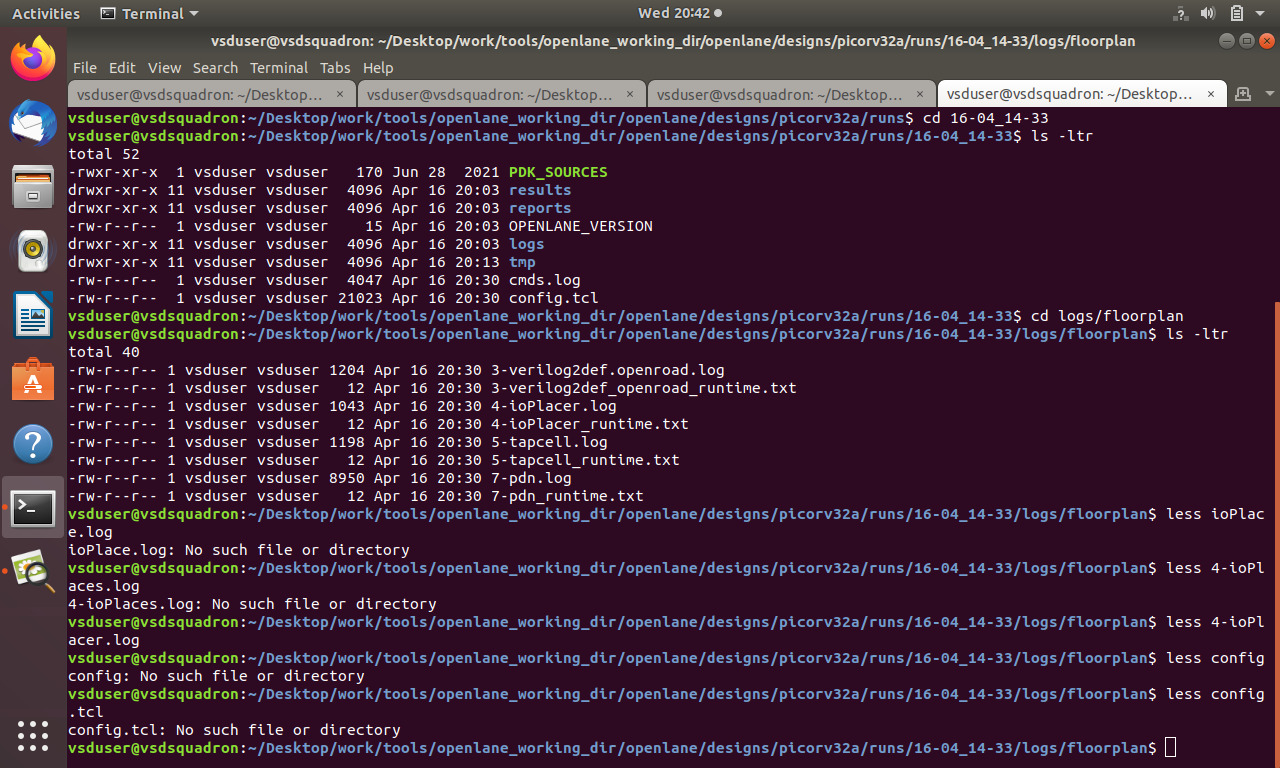 Activities
Terminal
Wed 20:42
vsduser@vsdsquadron: ~/Desktop/work/tools/openlane_working_dir/openlane/designs/picorv32a/runs/16-04_14-33/logs/floorplan
File Edit View Search Terminal Tabs Help
vsduser@vsdsquadron: ~/Desktop... × vsduser@vsdsquadron: ~/Desktop... × vsduser@vsdsquadron: ~/Desktop... × vsduser@vsdsquadron: ~/Desktop... ×
vsduser@vsdsquadron:~/Desktop/work/tools/openlane_working_dir/openlane/designs/picorv32a/runs$ cd 16-04_14-33
vsduser@vsdsquadron:~/Desktop/work/tools/openlane_working_dir/openlane/designs/picorv32a/runs/16-04_14-33$ ls -ltr
total 52
-rwxr-xr-x  1 vsduser vsduser   170 Jun 28  2021 PDK_SOURCES
drwxr-xr-x 11 vsduser vsduser  4096 Apr 16 20:03 results
drwxr-xr-x 11 vsduser vsduser  4096 Apr 16 20:03 reports
-rw-r--r--  1 vsduser vsduser    15 Apr 16 20:03 OPENLANE_VERSION
drwxr-xr-x 11 vsduser vsduser  4096 Apr 16 20:03 logs
drwxr-xr-x 11 vsduser vsduser  4096 Apr 16 20:13 tmp
-rw-r--r--  1 vsduser vsduser  4047 Apr 16 20:30 cmds.log
-rw-r--r--  1 vsduser vsduser 21023 Apr 16 20:30 config.tcl
vsduser@vsdsquadron:~/Desktop/work/tools/openlane_working_dir/openlane/designs/picorv32a/runs/16-04_14-33$ cd logs/floorplan
vsduser@vsdsquadron:~/Desktop/work/tools/openlane_working_dir/openlane/designs/picorv32a/runs/16-04_14-33/logs/floorplan$ ls -ltr
total 40
-rw-r--r-- 1 vsduser vsduser 1204 Apr 16 20:30 3-verilog2def.openroad.log
-rw-r--r-- 1 vsduser vsduser   12 Apr 16 20:30 3-verilog2def_openroad_runtime.txt
-rw-r--r-- 1 vsduser vsduser 1043 Apr 16 20:30 4-ioPlacer.log
-rw-r--r-- 1 vsduser vsduser   12 Apr 16 20:30 4-ioPlacer_runtime.txt
-rw-r--r-- 1 vsduser vsduser 1198 Apr 16 20:30 5-tapcell.log
-rw-r--r-- 1 vsduser vsduser   12 Apr 16 20:30 5-tapcell_runtime.txt
-rw-r--r-- 1 vsduser vsduser 8950 Apr 16 20:30 7-pdn.log
-rw-r--r-- 1 vsduser vsduser   12 Apr 16 20:30 7-pdn_runtime.txt
vsduser@vsdsquadron:~/Desktop/work/tools/openlane_working_dir/openlane/designs/picorv32a/runs/16-04_14-33/logs/floorplan$ less ioPlac
e.log
ioPlace.log: No such file or directory
vsduser@vsdsquadron:~/Desktop/work/tools/openlane_working_dir/openlane/designs/picorv32a/runs/16-04_14-33/logs/floorplan$ less 4-ioPl
aces.log
4-ioPlaces.log: No such file or directory
vsduser@vsdsquadron:~/Desktop/work/tools/openlane_working_dir/openlane/designs/picorv32a/runs/16-04_14-33/logs/floorplan$ less 4-ioPl
acer.log
vsduser@vsdsquadron:~/Desktop/work/tools/openlane_working_dir/openlane/designs/picorv32a/runs/16-04_14-33/logs/floorplan$ less config
config: No such file or directory
vsduser@vsdsquadron:~/Desktop/work/tools/openlane_working_dir/openlane/designs/picorv32a/runs/16-04_14-33/logs/floorplan$ less config
.tcl
config.tcl: No such file or directory
vsduser@vsdsquadron:~/Desktop/work/tools/openlane_working_dir/openlane/designs/picorv32a/runs/16-04_14-33/logs/floorplan$